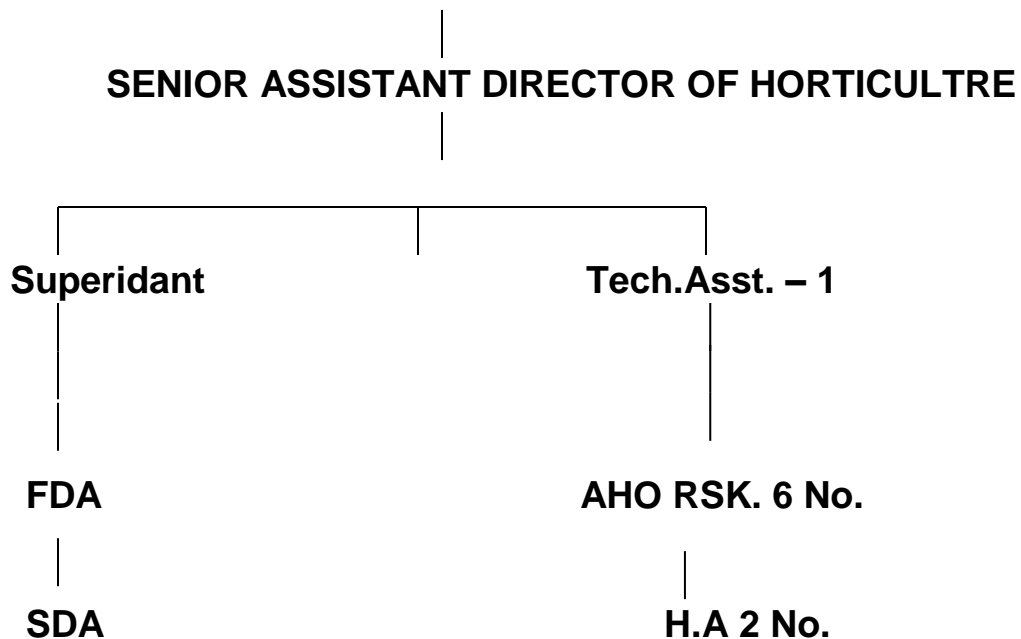 SENIOR ASSISTANT DIRECTOR OF HORTICULTRE
Superidant Tech.Asst. – 1
FDA AHO RSK. 6 No.
SDA H.A 2 No.